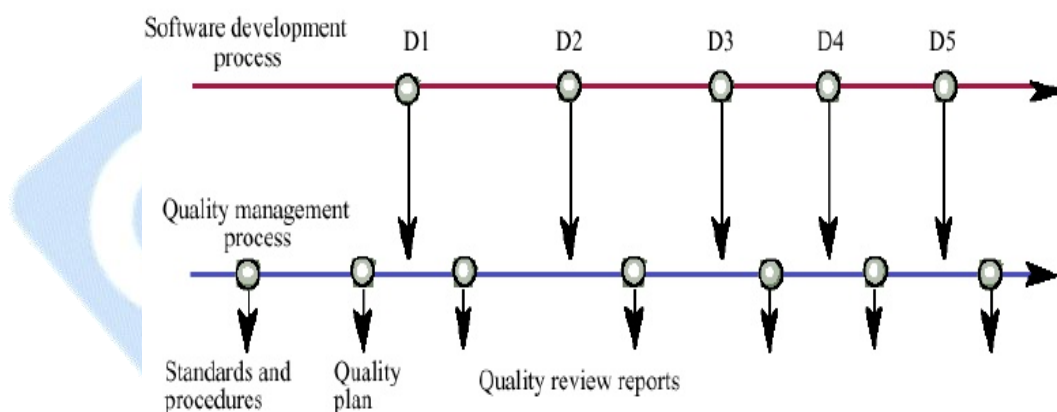 Software development
process
D1 D2 D3 D4 D5
Quality management
process
Standards and
procedures
Quality
plan
Quality review reports